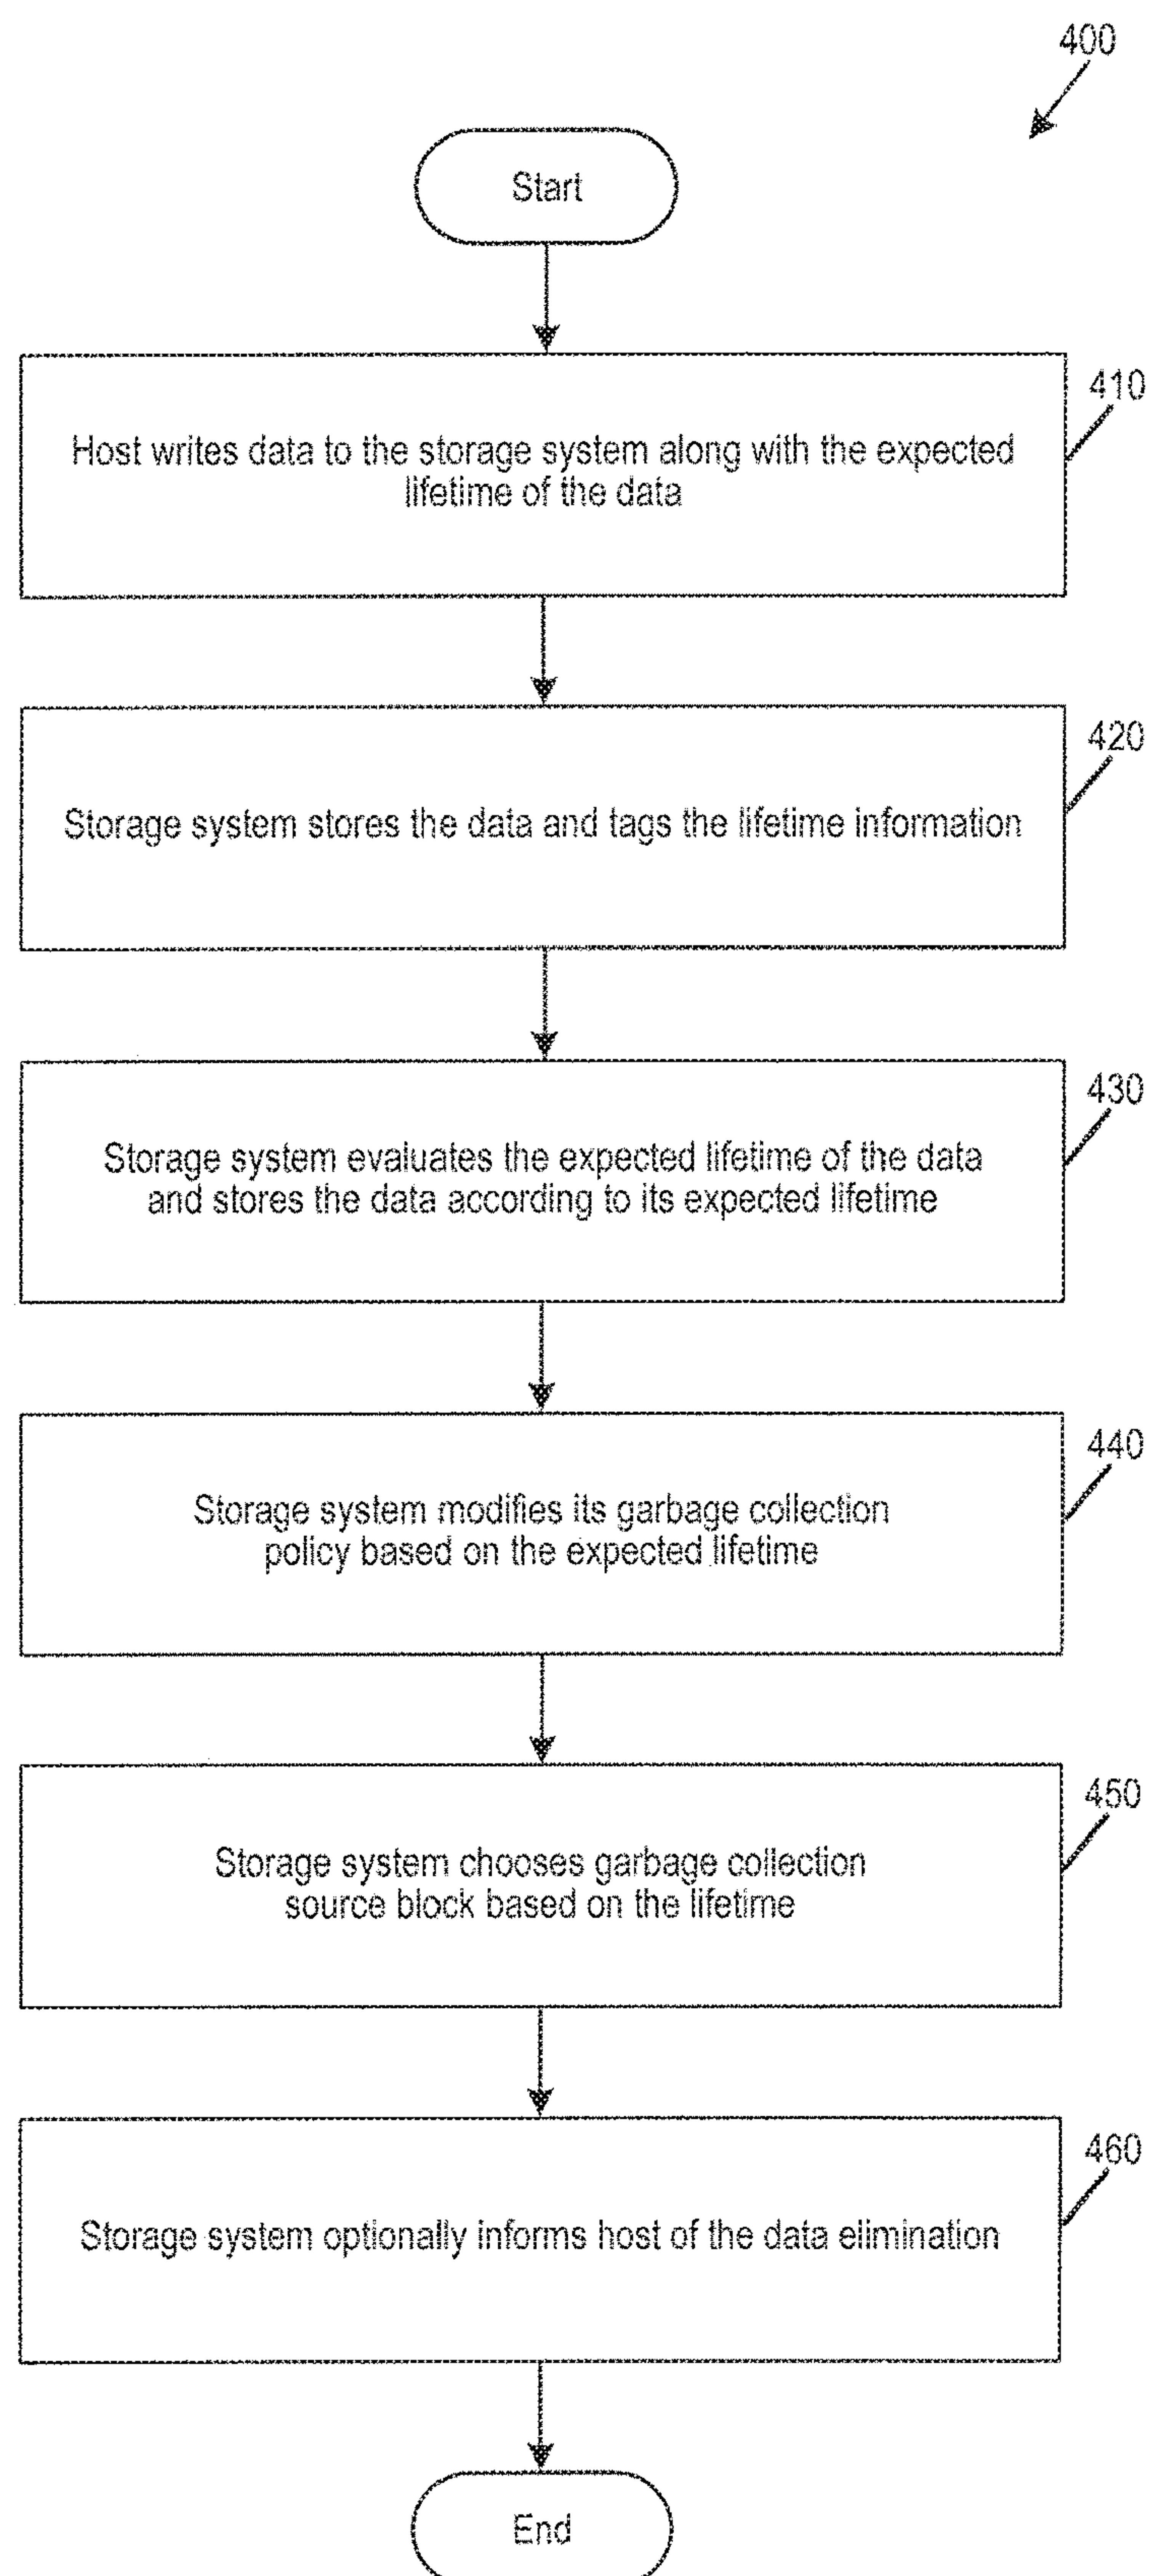 400
Start
410
Host writes data to the storage system along with the expected
lifetime of the data
420
Storage system stores the data and tags the lifetime information
430
Storage system evaluates the expected lifetime of the data
and stores the data according to its expected lifetime
440
Storage system modifies its garbage collection
policy based on the expected lifetime
450
Storage system chooses garbage collection
source block based on the lifetime
460
Storage system optionally informs host of the data elimination
End